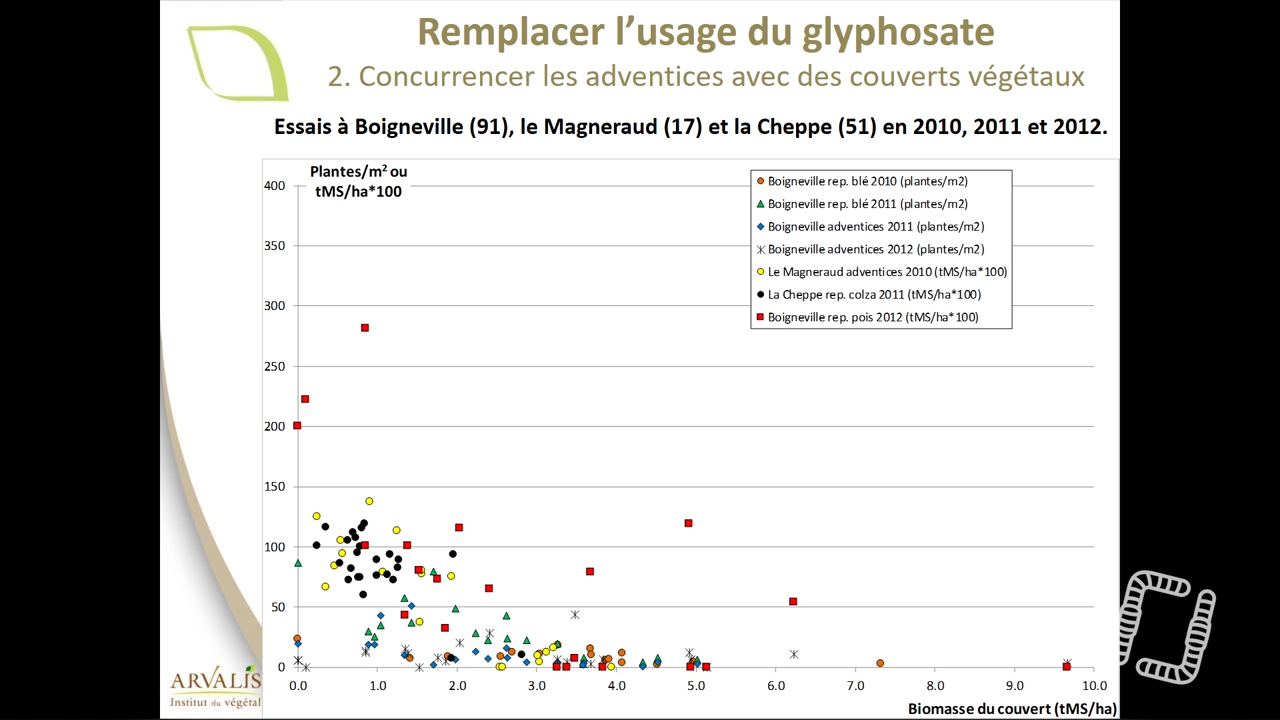 Remplacer l’usage du glyphosate
2. Concurrencer les adventices avec des couverts végétaux
Essais à Boigneville (91), le Magneraud (17) et la Cheppe (51) en 2010, 2011 et 2012.
Plantes/m² ou
tMS/ha*100
400
350
300
250
200
150
100
50
0
Boigneville rep. blé 2010 (plantes/m2)
Boigneville rep. blé 2011 (plantes/m2)
Boigneville adventices 2011 (plantes/m2)
Boigneville adventices 2012 (plantes/m2)
Le Magneraud adventices 2010 (tMS/ha*100)
La Cheppe rep. colza 2011 (tMS/ha*100)
Boigneville rep. pois 2012 (tMS/ha*100)
0.0 1.0 2.0 3.0 4.0 5.0 6.0 7.0 8.0 9.0 10.0
Biomasse du couvert (tMS/ha)
ARVALIS
Institut du végétal